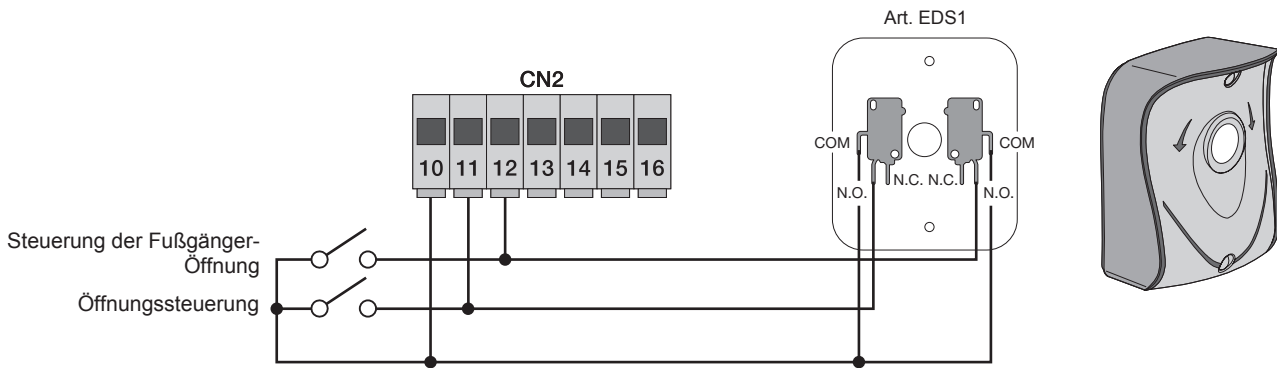 Art. EDS1
CN2
10 11 12 13 14 15 16
COM
COM
N.C. N.C.
N.O.
N.O.
Steuerung der Fußgänger-
Öffnung
Öffnungssteuerung